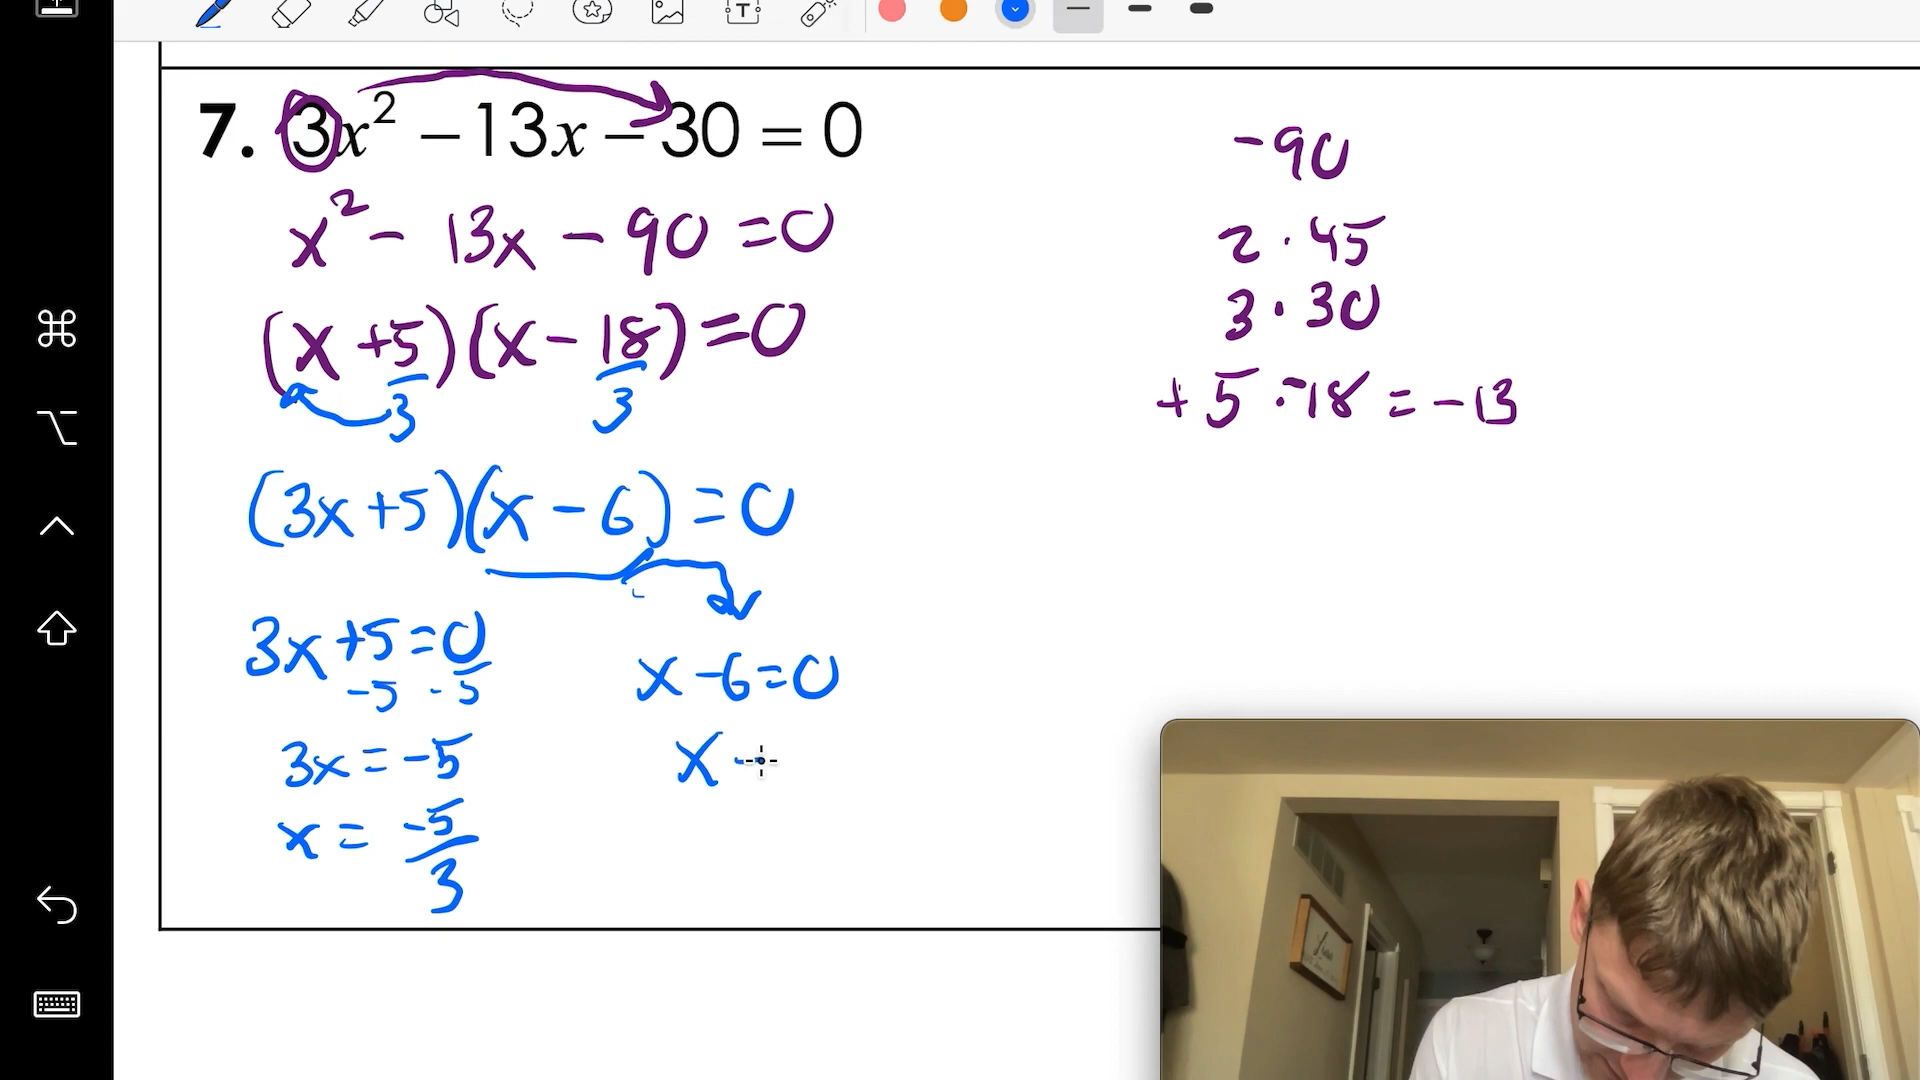 7. 3x² − 13x − 30 = 0
x² − 13x − 90 = 0
(x + 5)(x − 18) = 0
3 3
(3x + 5)(x − 6) = 0
3x + 5 = 0
-5 -5
3x = -5
x = -5/3
x − 6 = 0
x
-90
2 · 45
3 · 30
+5 · -18 = -13
T